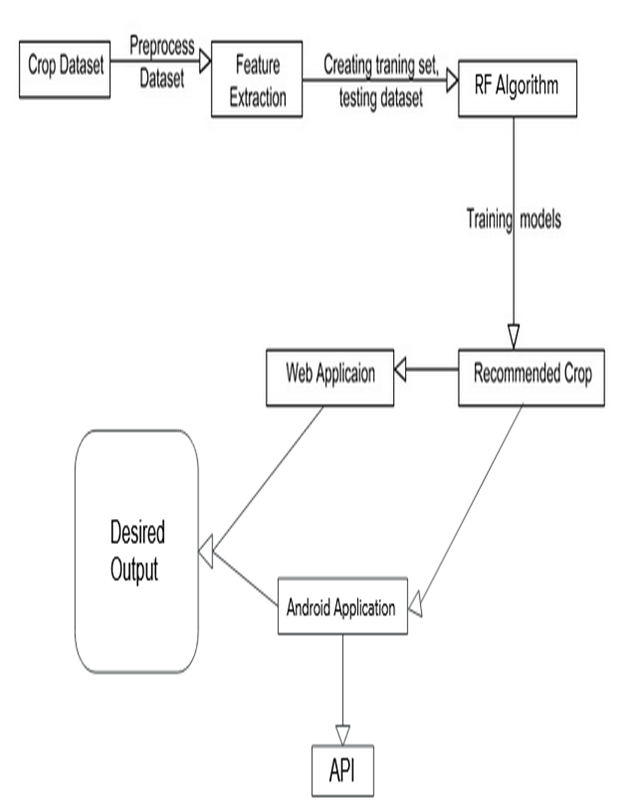 Crop Dataset
Preprocess
Dataset
Feature
Extraction
Creating traning set,
testing dataset
RF Algorithm
Training models
Recommended Crop
Web Applicaion
Desired
Output
Android Application
API